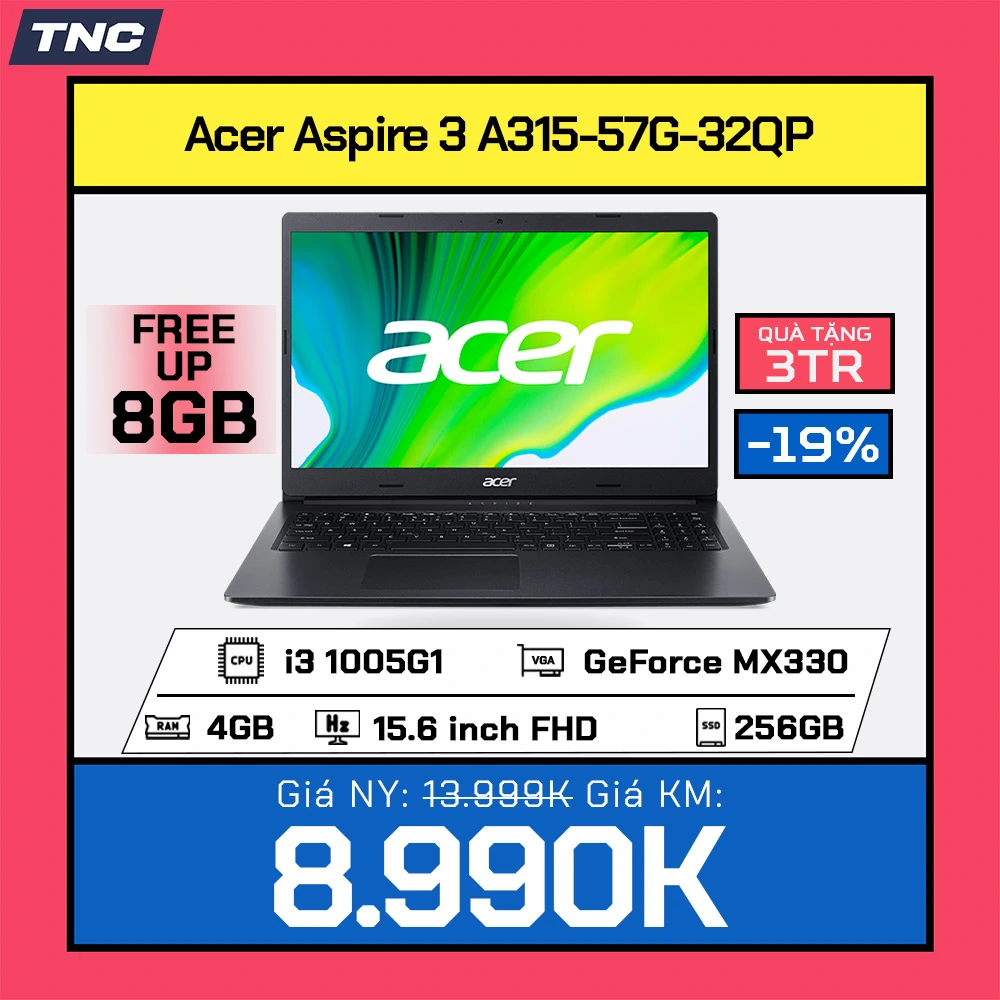 TNC
Acer Aspire 3 A315-57G-32QP
FREE
UP
8GB
acer
acer
QUÀ TẶNG
3TR
-19%
CPU
i3 1005G1
VGA
GeForce MX330
RAM
4GB
Hz
15.6 inch FHD
SSD
256GB
Giá NY: 13.999K Giá KM:
8.990K